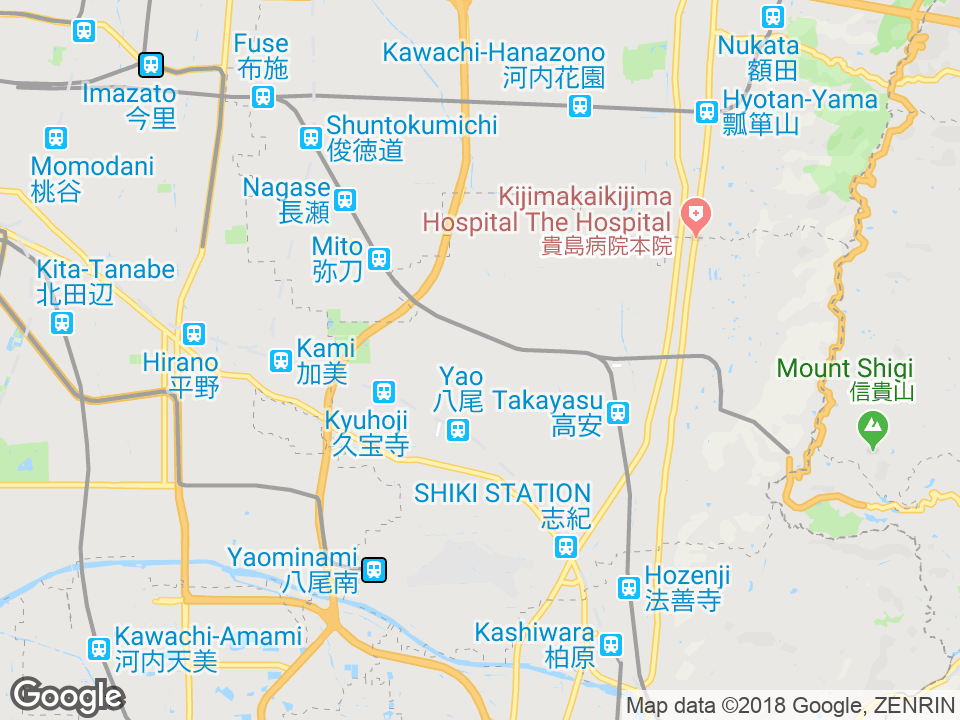 Fuse
布施
Kawachi-Hanazono
河内花園
Nukata
額田
Imazato
今里
Hyotan-Yama
瓢箪山
Shuntokumichi
俊徳道
Momodani
桃谷
Nagase
長瀬
Kijimakaikijima
Hospital The Hospital
貴島病院本院
Mito
弥刀
Kita-Tanabe
北田辺
Hirano
平野
Kami
加美
Yao
八尾
Takayasu
高安
Mount Shigi
信貴山
Kyuhoji
久宝寺
SHIKI STATION
志紀
Yaominami
八尾南
Hozenji
法善寺
Kawachi-Amami
河内天美
Kashiwara
柏原
Google
Map data ©2018 Google, ZENRIN